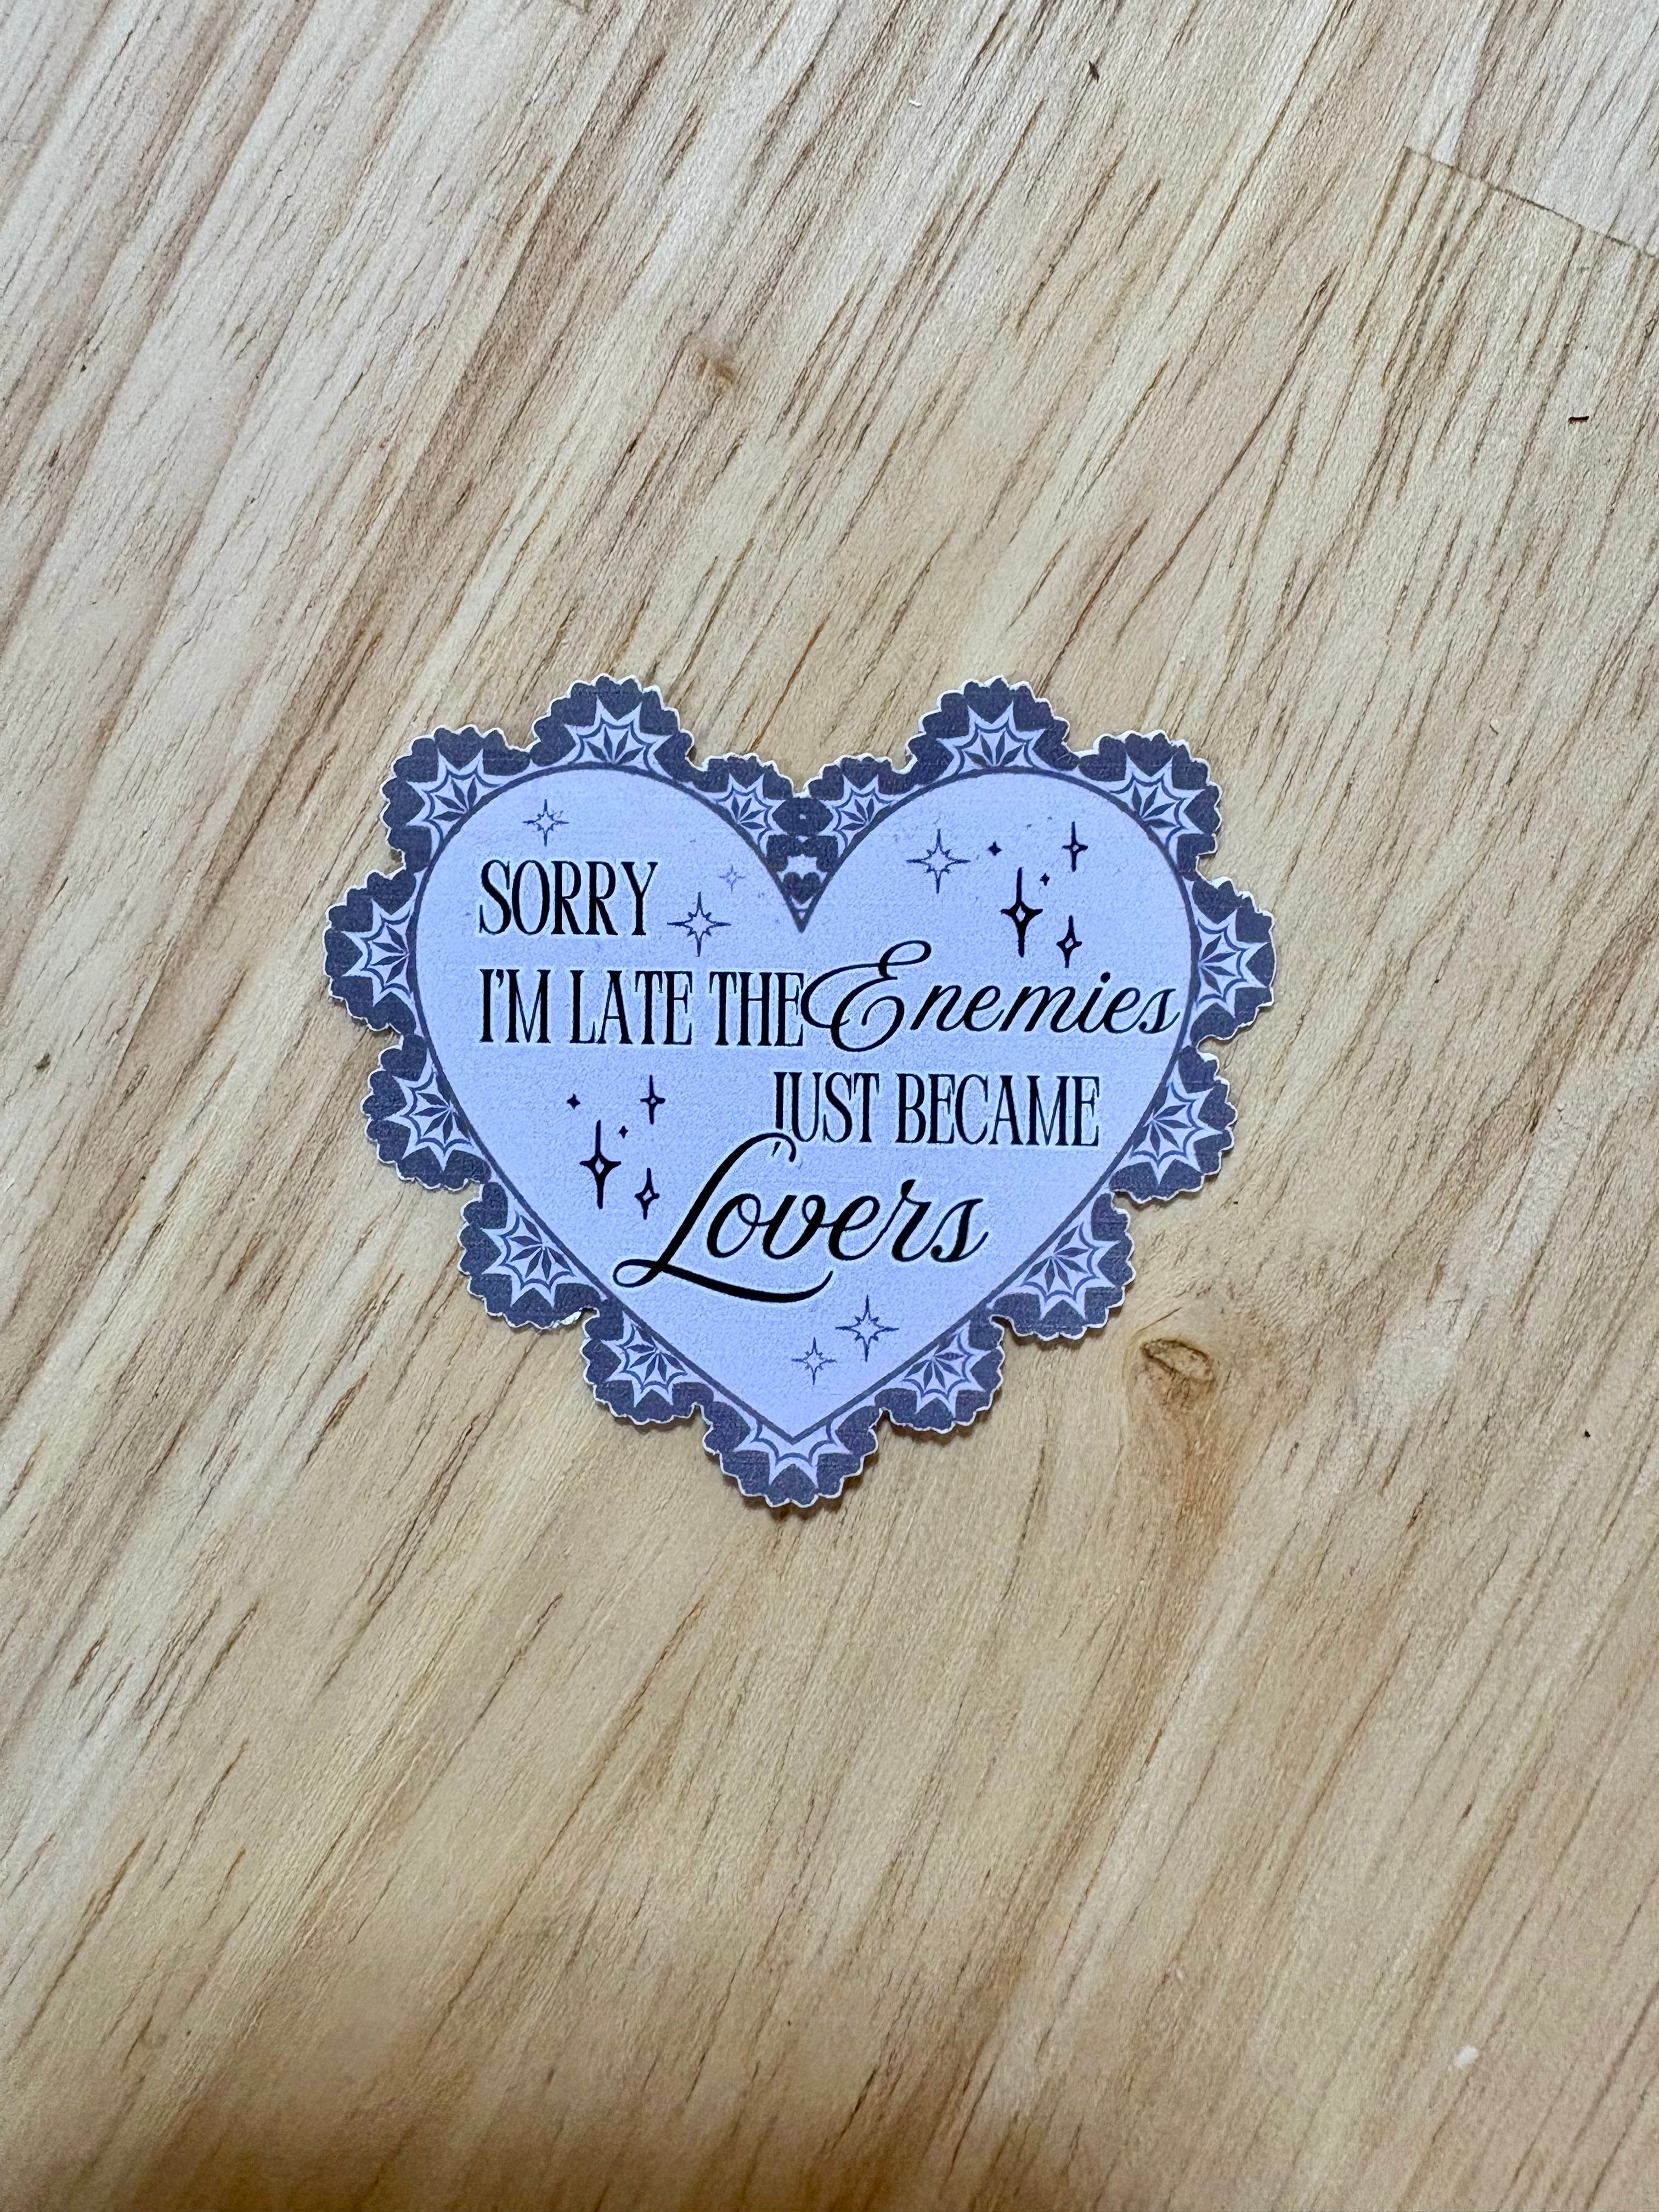 SORRY
I'M LATE THE Enemies
JUST BECAME
Lovers